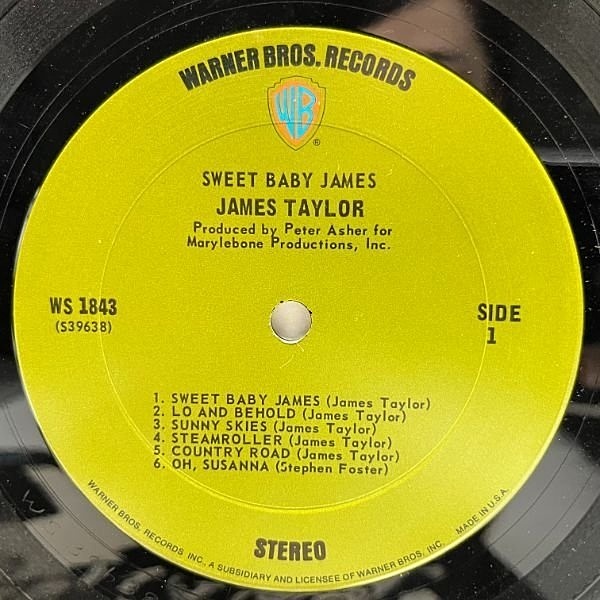 WARNER BROS. RECORDS
WB
®
SWEET BABY JAMES
JAMES TAYLOR
Produced by Peter Asher for
Marylebone Productions, Inc.
WS 1843
(S39638)
SIDE
1
1. SWEET BABY JAMES (James Taylor)
2. LO AND BEHOLD (James Taylor)
3. SUNNY SKIES (James Taylor)
4. STEAMROLLER (James Taylor)
5. COUNTRY ROAD (James Taylor)
6. OH, SUSANNA (Stephen Foster)
STEREO
WARNER BROS. RECORDS INC., A SUBSIDIARY AND LICENSEE OF WARNER BROS. INC. MADE IN U.S.A.